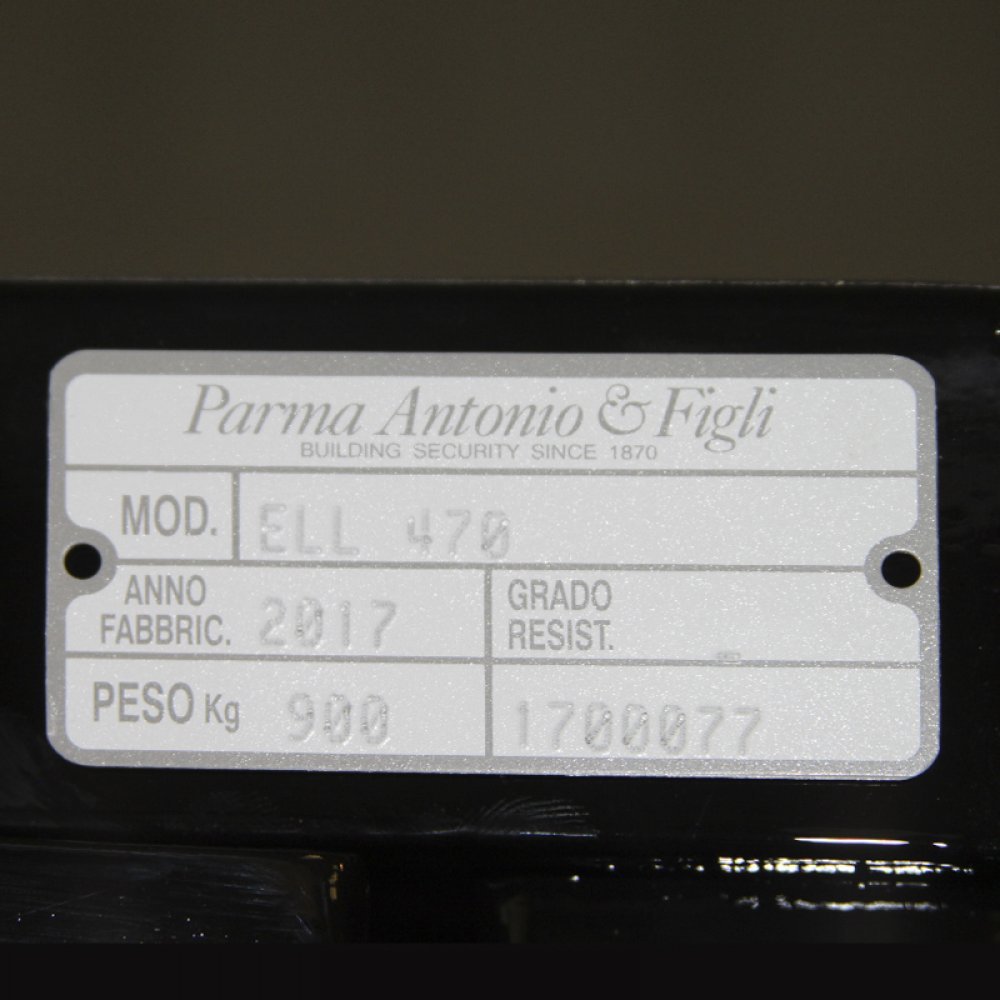 Parma Antonio & Figli
BUILDING SECURITY SINCE 1870
MOD. ELL 470
ANNO FABBRIC. 2017
GRADO RESIST. --
PESO Kg 900
1700077